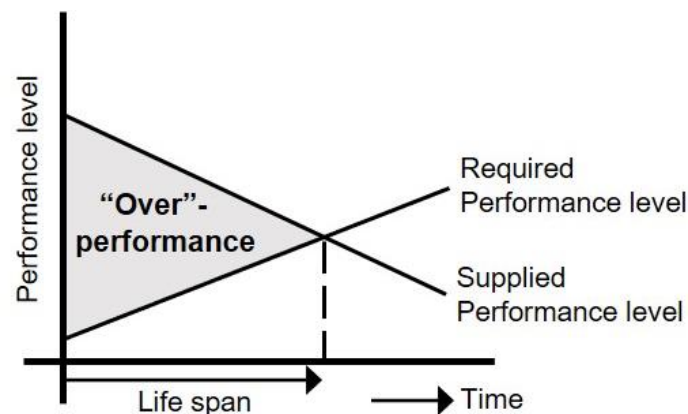 Performance level
“Over”-
performance
Required
Performance level
Supplied
Performance level
Life span
Time